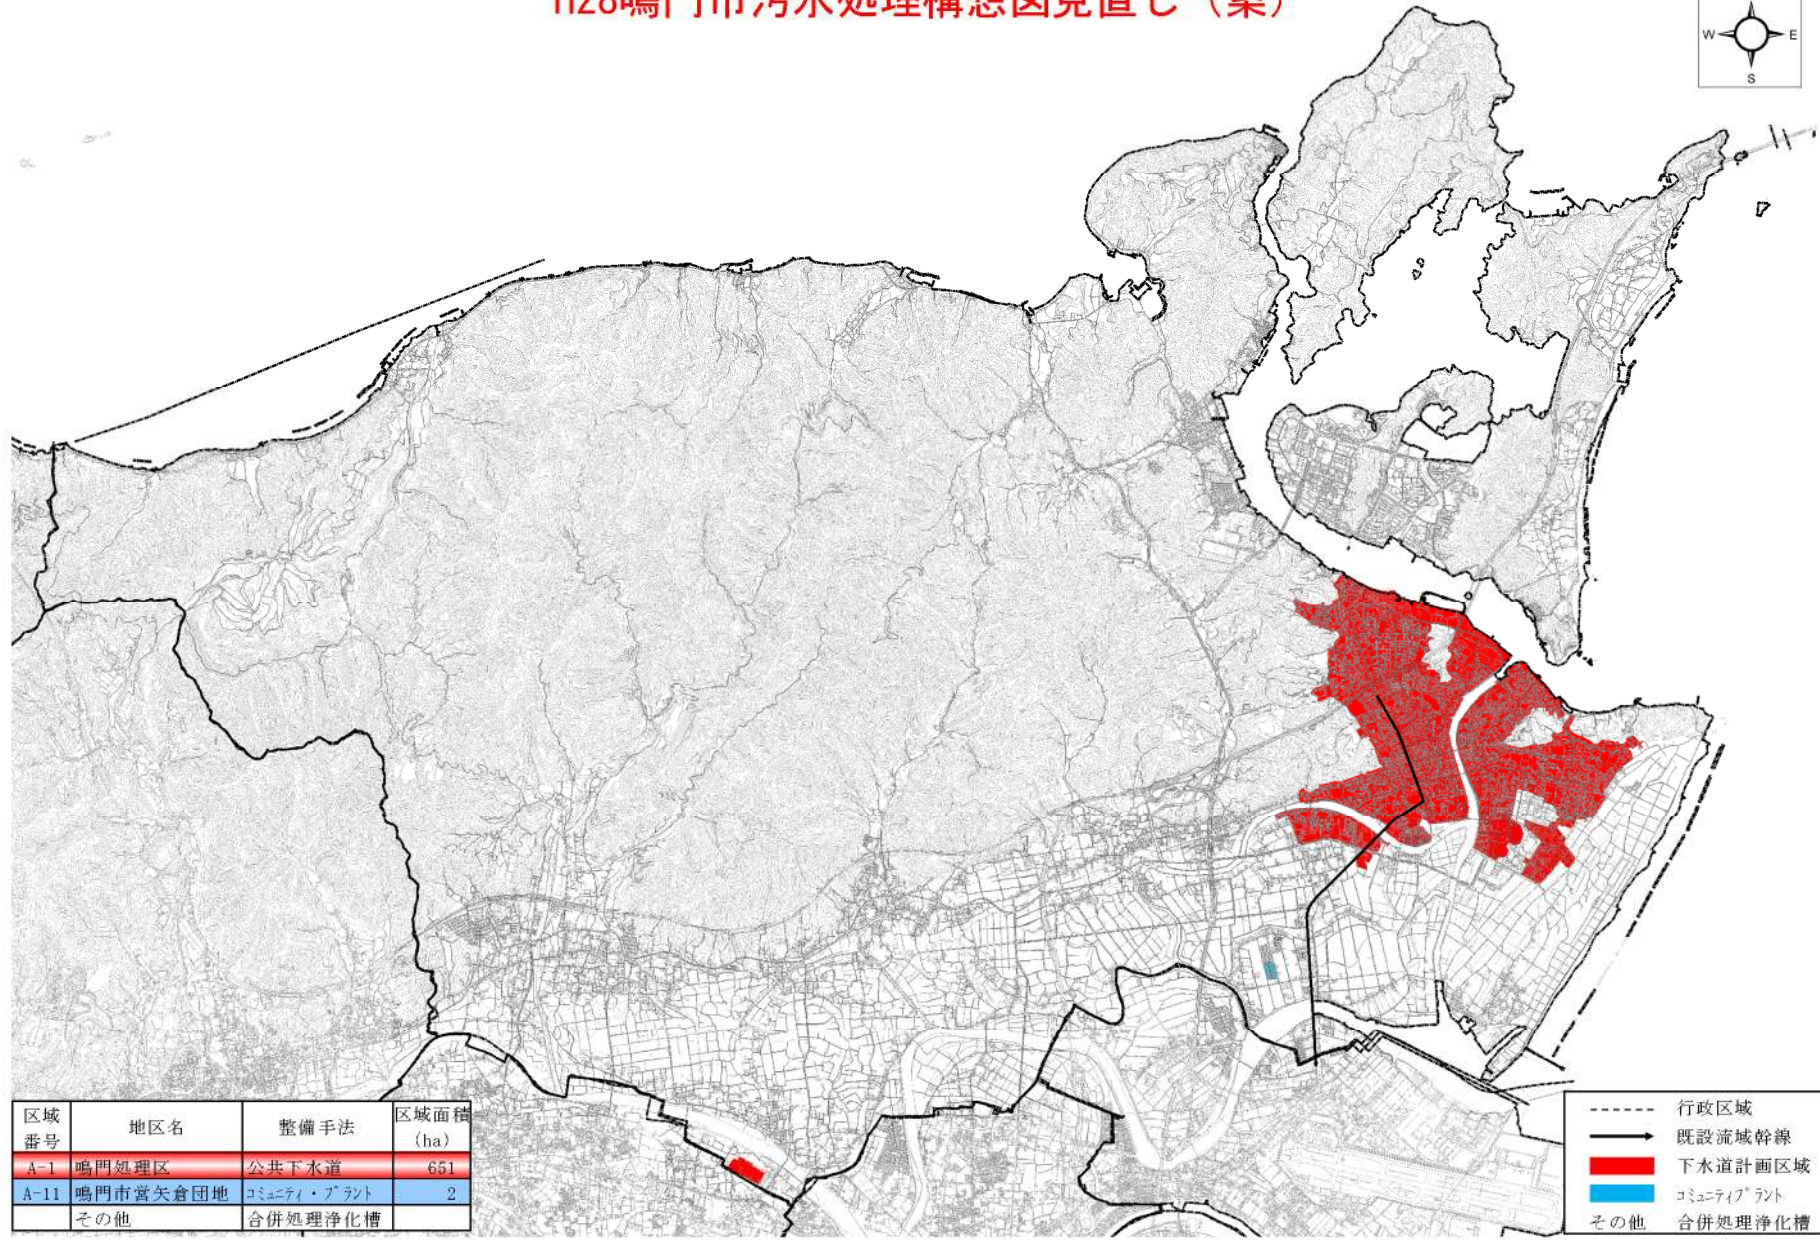 H28鳴門市汚水処理構想図見直し（案）
W E
S
区域番号 地区名 整備手法 区域面積(ha)
A-1 鳴門処理区 公共下水道 651
A-11 鳴門市営矢倉団地 コミュニティ・プラント 2
その他 合併処理浄化槽
行政区域
既設流域幹線
下水道計画区域
コミュニティプラント
その他 合併処理浄化槽